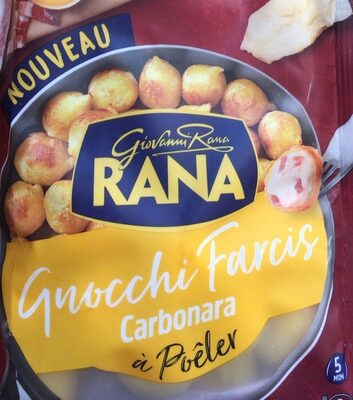 NOUVEAU
Giovanni Rana
RANA
Gnocchi Farcis
Carbonara
à Poêler
5
MIN